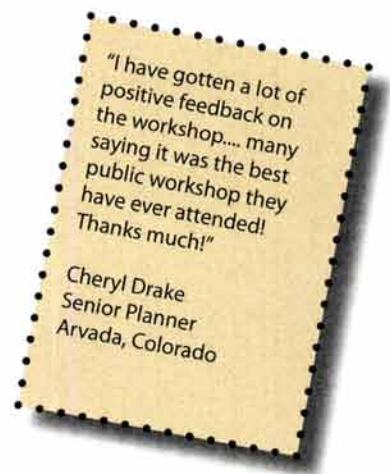 "I have gotten a lot of
positive feedback on
the workshop.... many
saying it was the best
public workshop they
have ever attended!
Thanks much!"
Cheryl Drake
Senior Planner
Arvada, Colorado